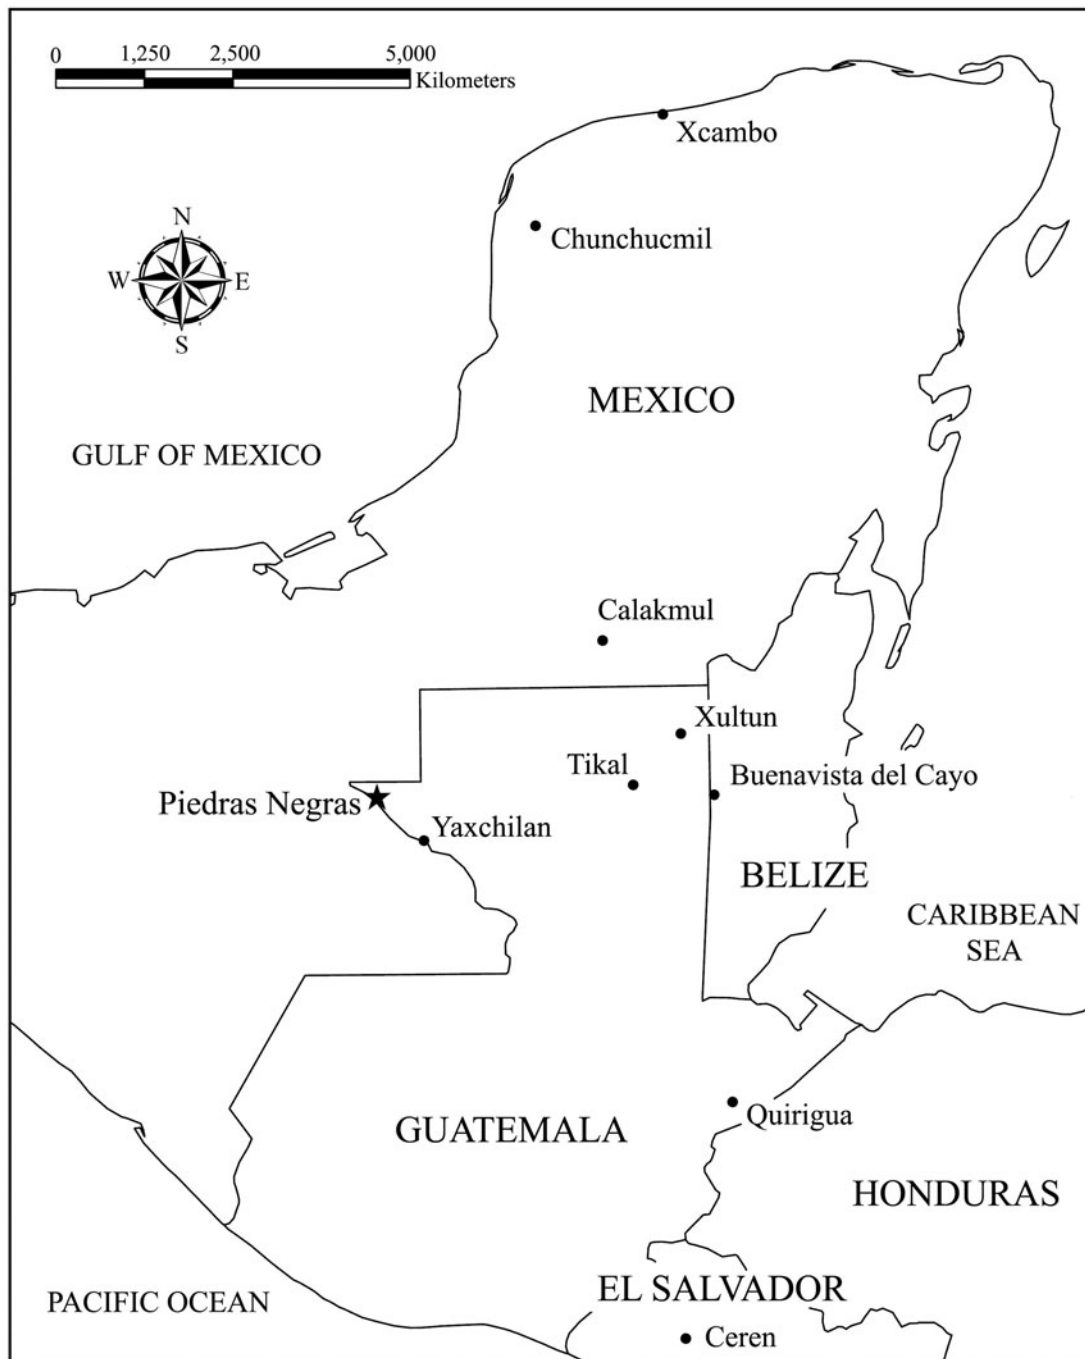 0 1,250 2,500 5,000
Kilometers
Xcambo
N
Chunchucmil
W E
S
MEXICO
GULF OF MEXICO
Calakmul
Xultun
Tikal
Buenavista del Cayo
Piedras Negras
Yaxchilan
BELIZE
CARIBBEAN
SEA
Quirigua
GUATEMALA
HONDURAS
EL SALVADOR
PACIFIC OCEAN
Ceren